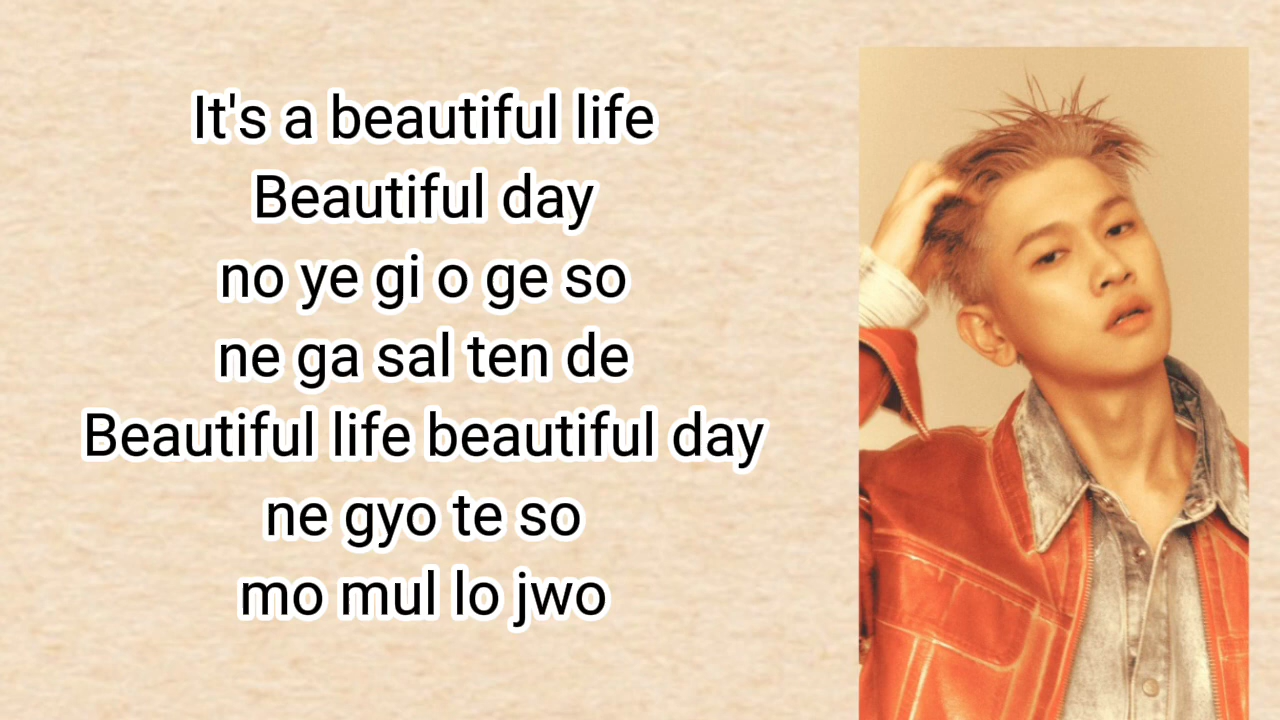 It's a beautiful life
Beautiful day
no ye gi o ge so
ne ga sal ten de
Beautiful life beautiful day
ne gyo te so
mo mul lo jwo